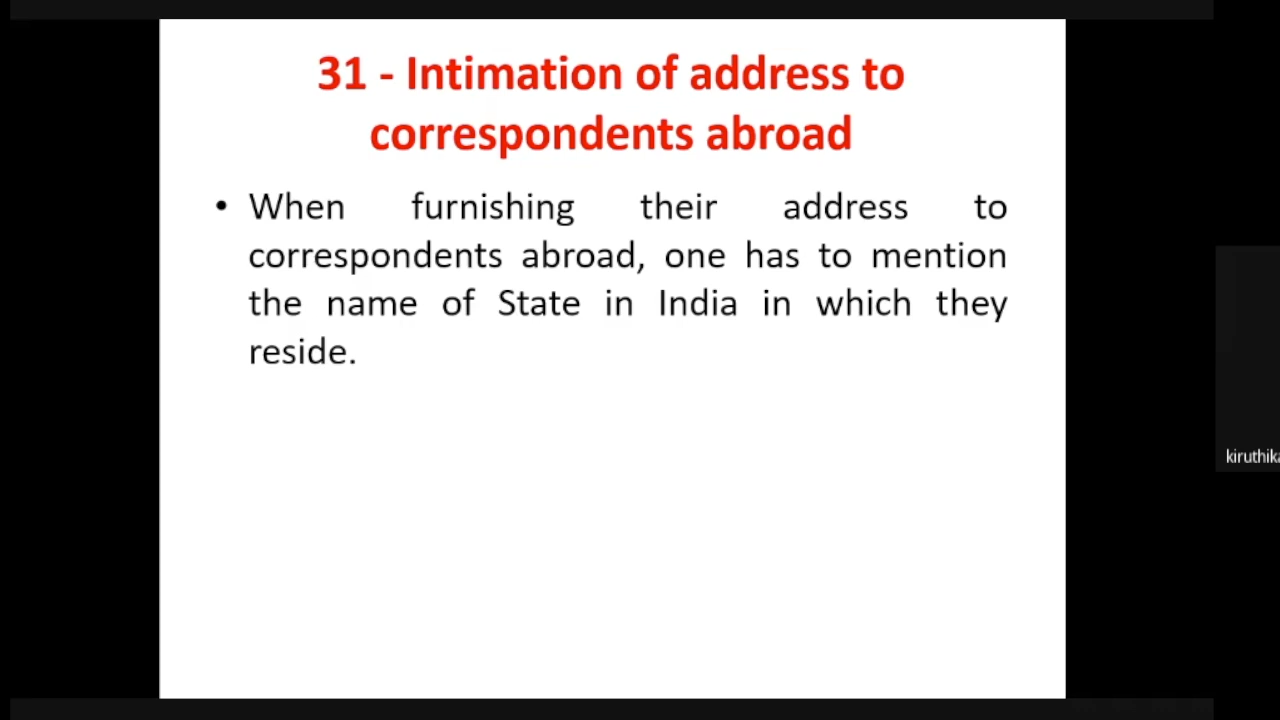 31 - Intimation of address to
correspondents abroad
• When furnishing their address to
correspondents abroad, one has to mention
the name of State in India in which they
reside.
kiruthika